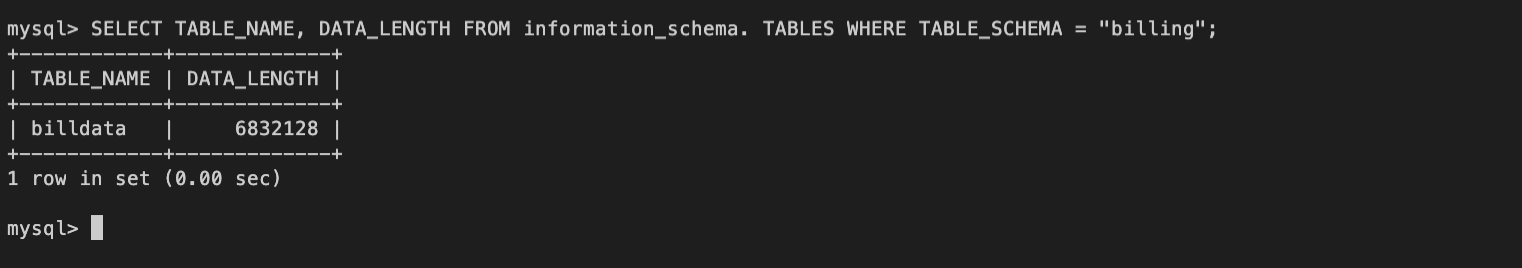 mysql> SELECT TABLE_NAME, DATA_LENGTH FROM information_schema. TABLES WHERE TABLE_SCHEMA = "billing";
+------------+-------------+
| TABLE_NAME | DATA_LENGTH |
+------------+-------------+
| billdata   |     6832128 |
+------------+-------------+
1 row in set (0.00 sec)
mysql>